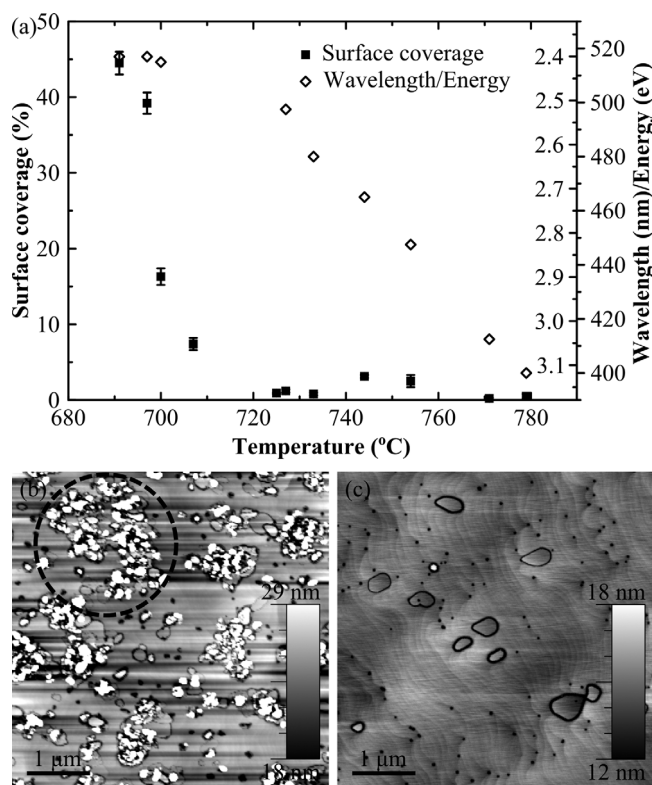 (a)
50
40
30
20
10
0
Surface coverage (%)
Surface coverage
Wavelength/Energy
2.4
2.5
2.6
2.7
2.8
2.9
3.0
3.1
520
500
480
460
440
420
400
Wavelength (nm)/Energy (eV)
680 700 720 740 760 780
Temperature (ºC)
(b)
29 nm
18 nm
1 µm
(c)
18 nm
12 nm
1 µm